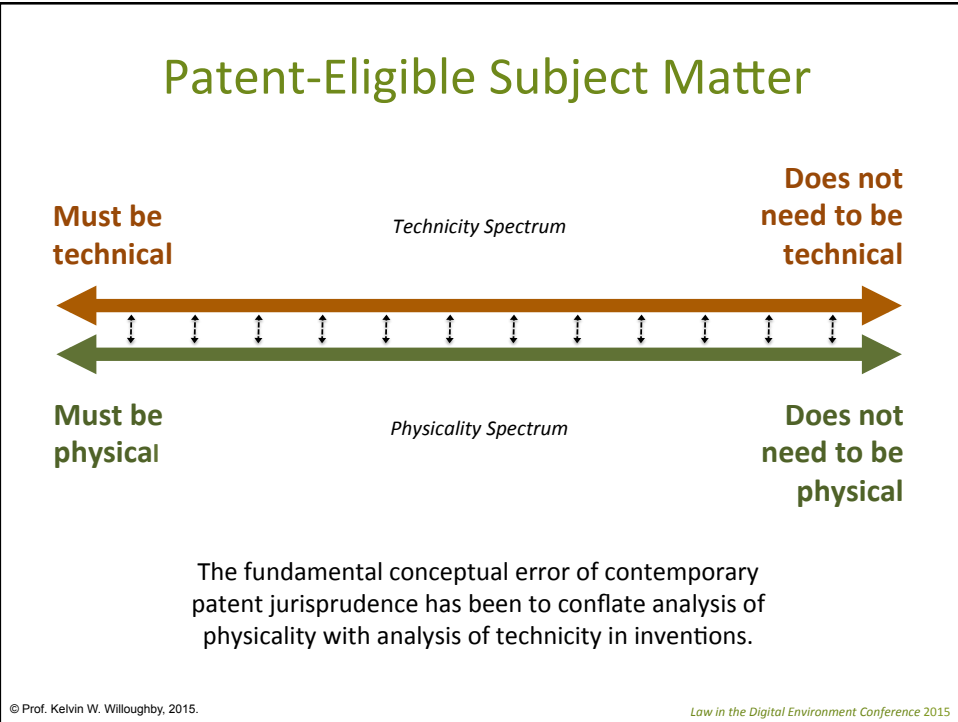 Patent-Eligible Subject Matter
Must be
technical
Technicity Spectrum
Does not
need to be
technical
Must be
physical
Physicality Spectrum
Does not
need to be
physical
The fundamental conceptual error of contemporary
patent jurisprudence has been to conflate analysis of
physicality with analysis of technicity in inventions.
© Prof. Kelvin W. Willoughby, 2015.
Law in the Digital Environment Conference 2015